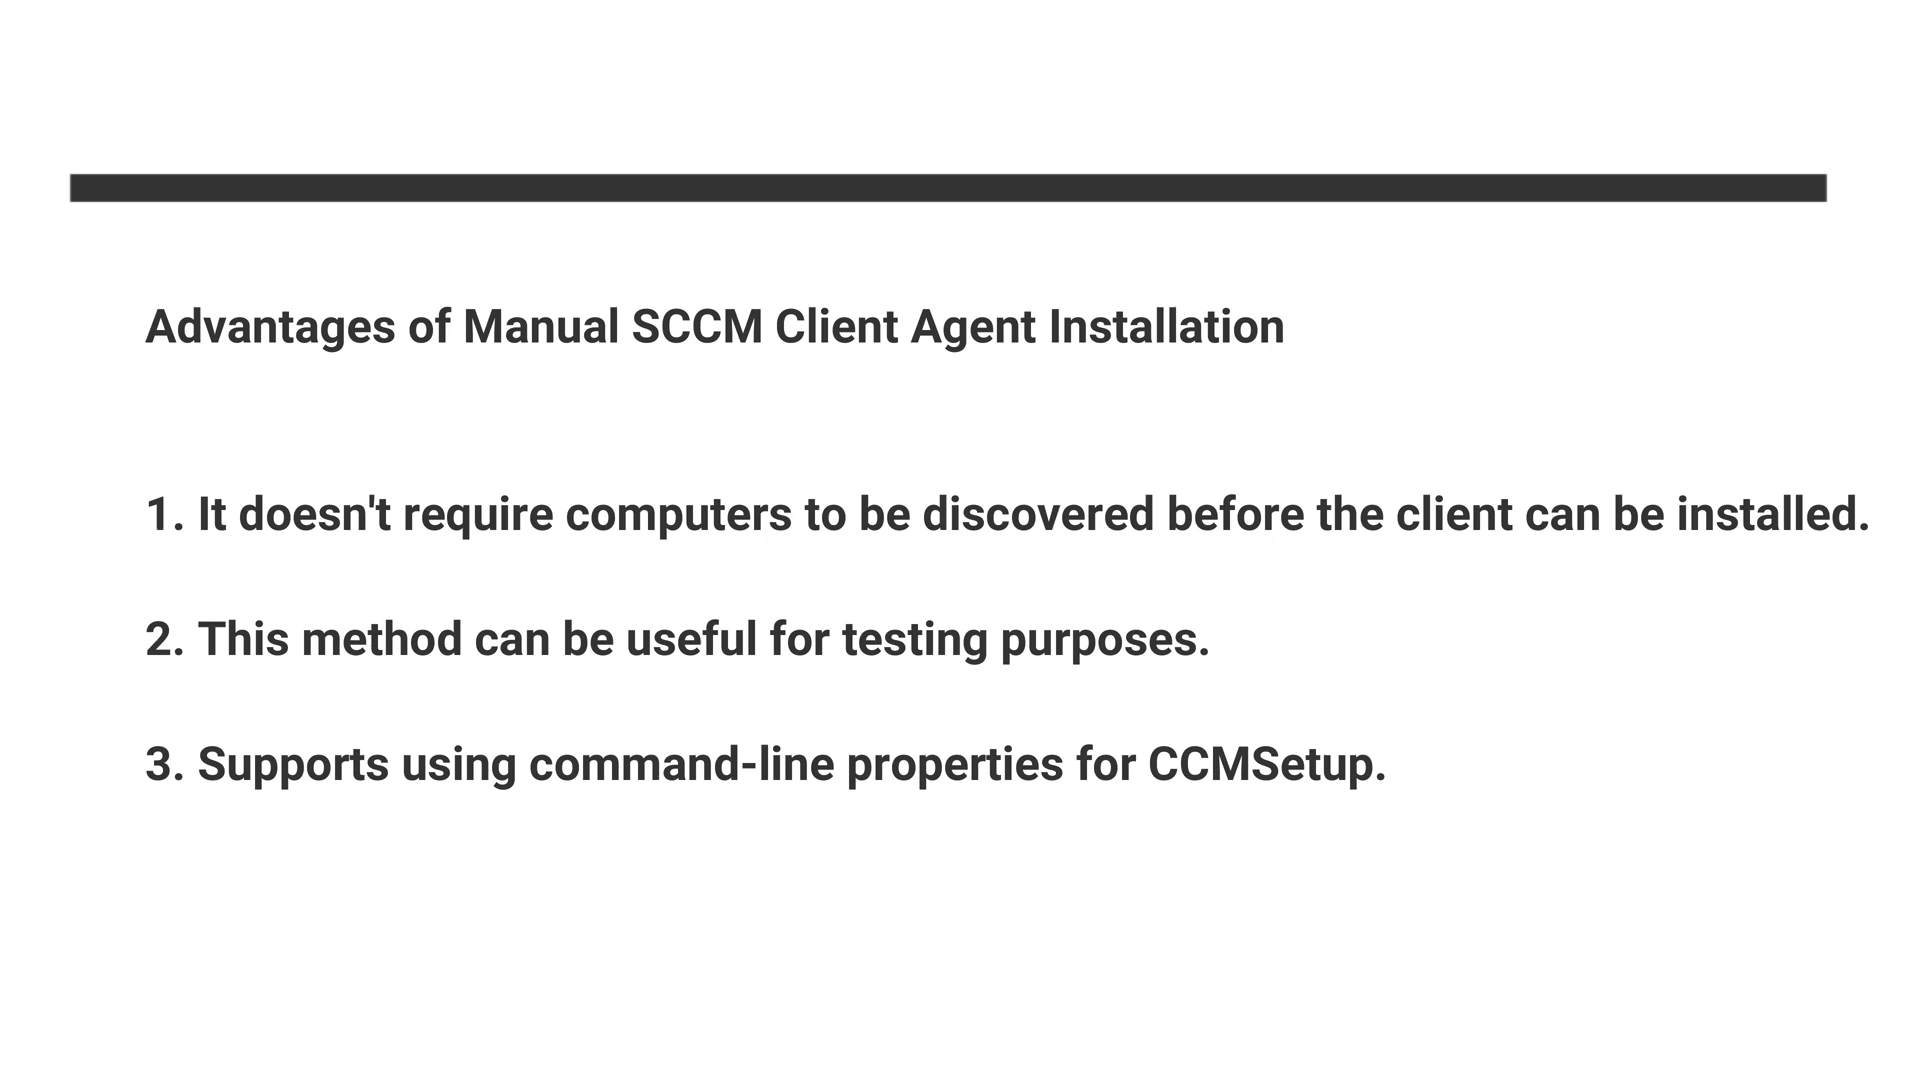 Advantages of Manual SCCM Client Agent Installation
1. It doesn't require computers to be discovered before the client can be installed.
2. This method can be useful for testing purposes.
3. Supports using command-line properties for CCMSetup.